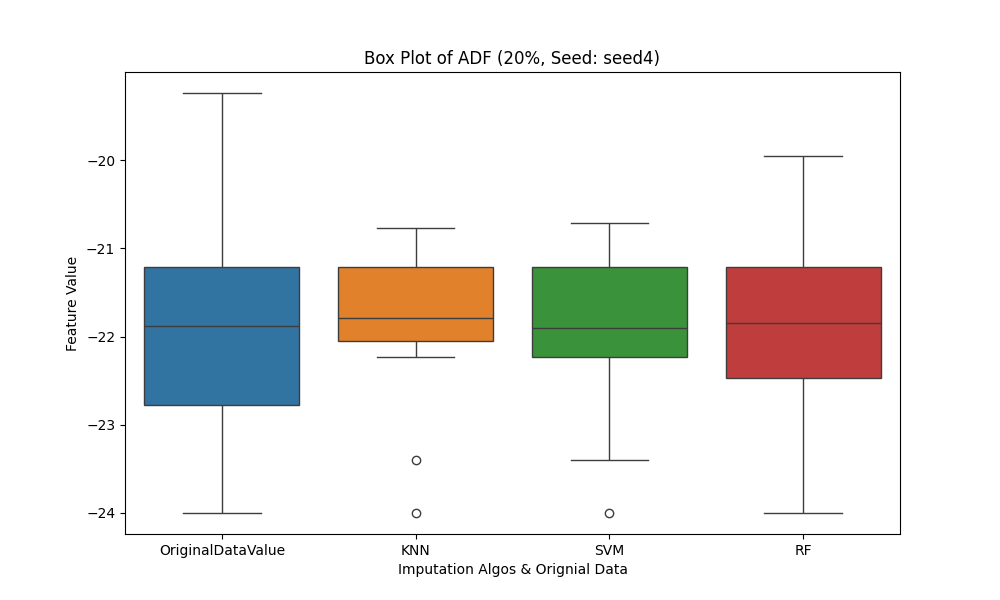 Box Plot of ADF (20%, Seed: seed4)
Feature Value
−20
−21
−22
−23
−24
OriginalDataValue
KNN
SVM
RF
Imputation Algos & Orignial Data